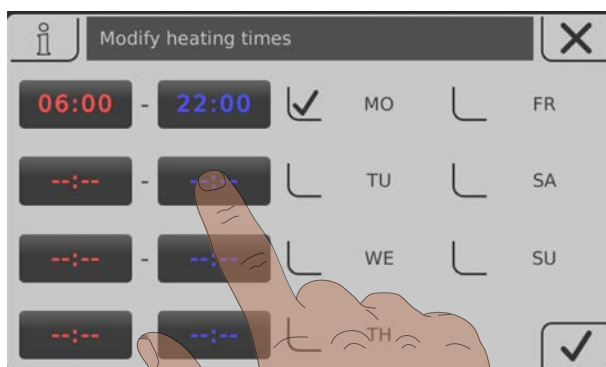 i Modify heating times
06:00 - 22:00 MO FR
--:-- - --:-- TU SA
--:-- - --:-- WE SU
--:-- - --:-- TH